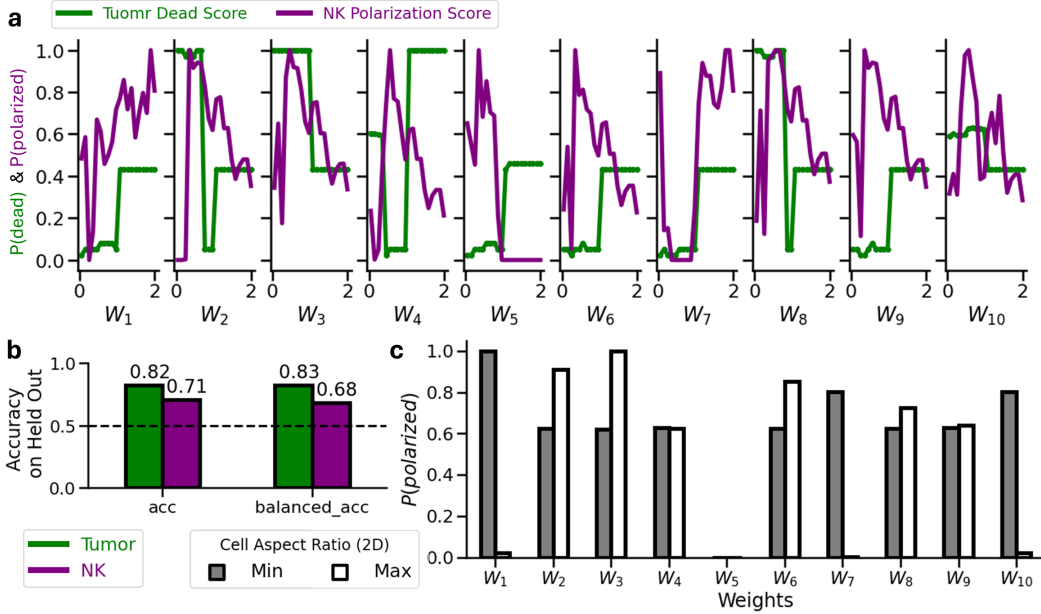 a
Tuomr Dead Score NK Polarization Score
P(dead) & P(polarized)
1.0
0.8
0.6
0.4
0.2
0.0
0 2 0 2 0 2 0 2 0 2 0 2 0 2 0 2 0 2 0 2
W1 W2 W3 W4 W5 W6 W7 W8 W9 W10
b
Accuracy
on Held Out
1.0
0.5
0.0
0.82 0.71 0.83 0.68
acc balanced_acc
Tumor
NK
Cell Aspect Ratio (2D)
Min Max
c
P(polarized)
1.0
0.8
0.6
0.4
0.2
0.0
W1 W2 W3 W4 W5 W6 W7 W8 W9 W10
Weights